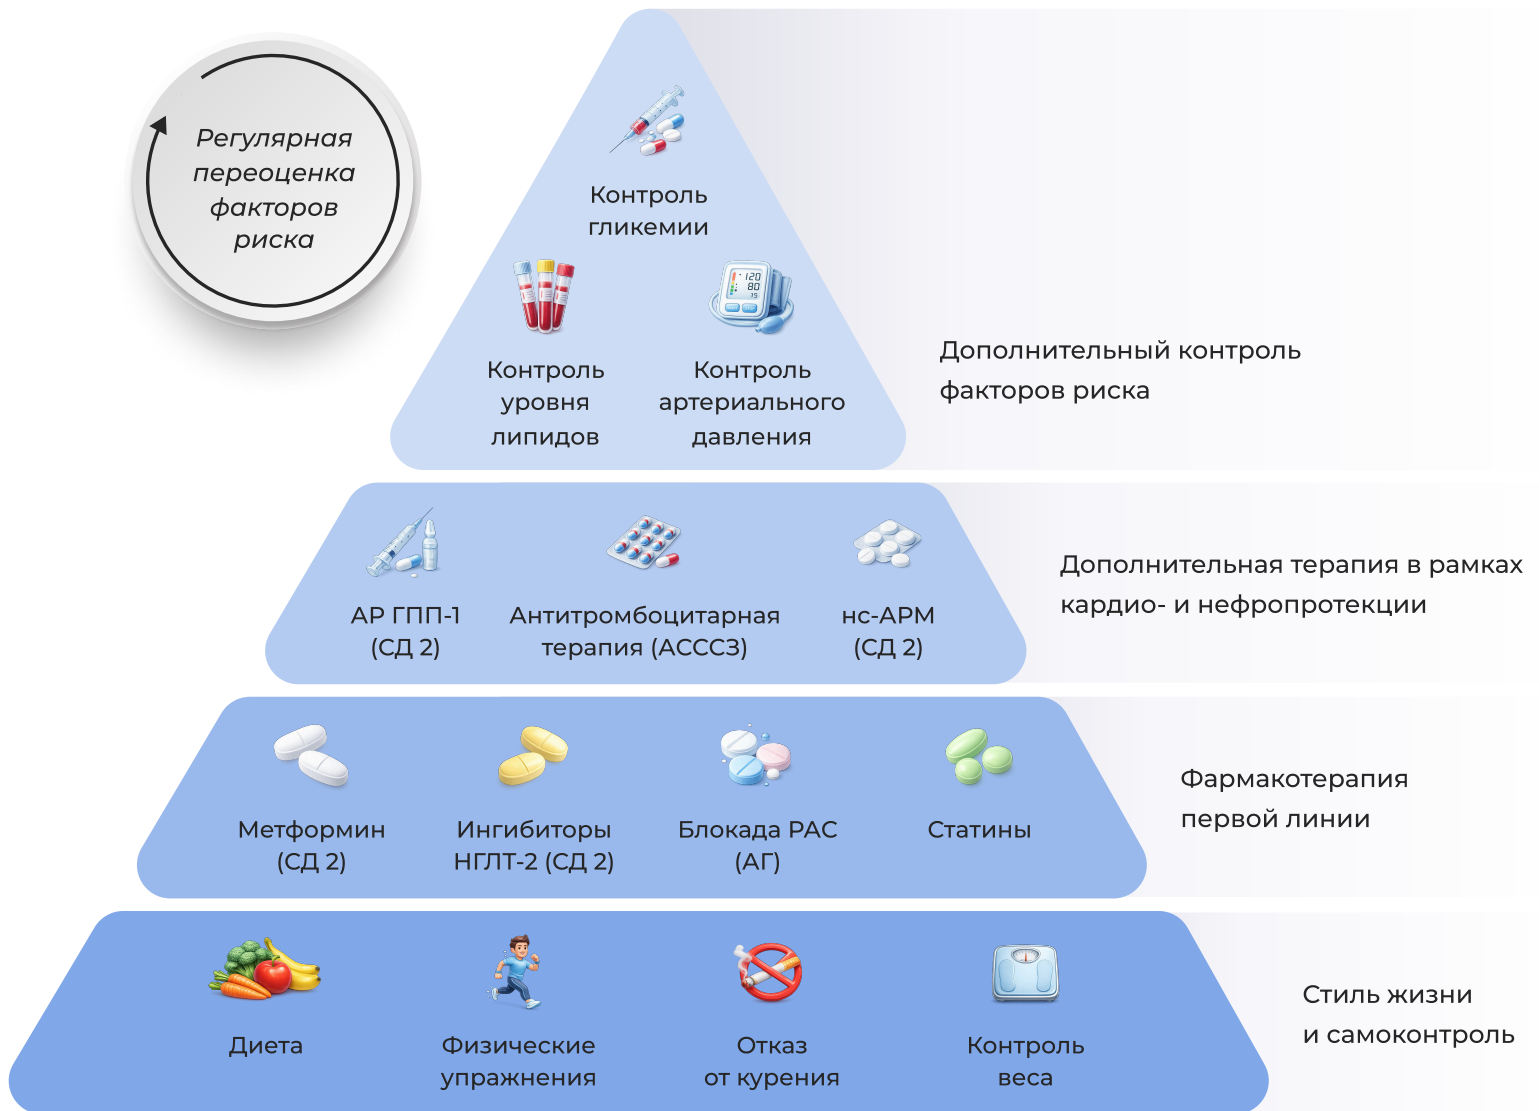 Регулярная
переоценка
факторов
риска
Контроль
гликемии
120
80
75
Контроль
уровня
липидов
Контроль
артериального
давления
Дополнительный контроль
факторов риска
АР ГПП-1
(СД 2)
Антитромбоцитарная
терапия (АСССЗ)
нс-АРМ
(СД 2)
Дополнительная терапия в рамках
кардио- и нефропротекции
Метформин
(СД 2)
Ингибиторы
НГЛТ-2 (СД 2)
Блокада РАС
(АГ)
Статины
Фармакотерапия
первой линии
Диета
Физические
упражнения
Отказ
от курения
Контроль
веса
Стиль жизни
и самоконтроль